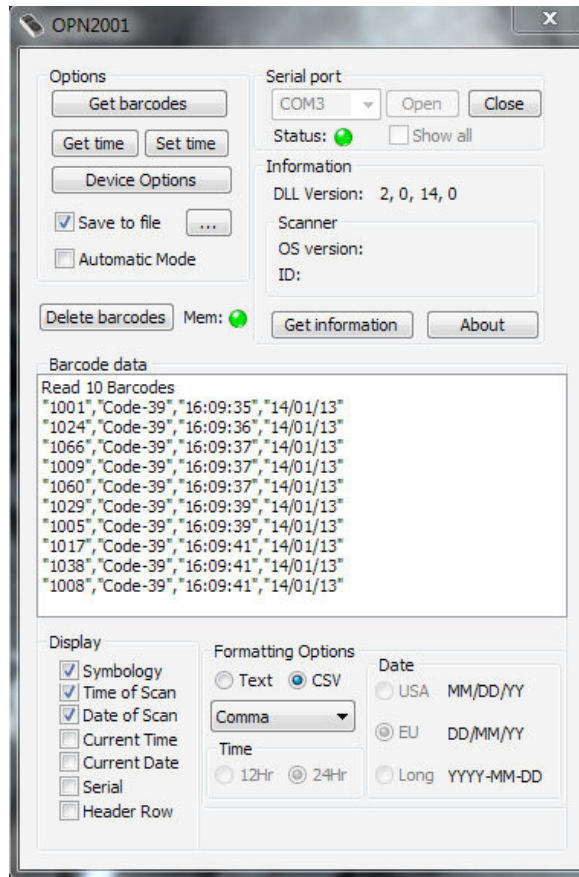 OPN2001
x
Options
Get barcodes
Get time
Set time
Device Options
Save to file
...
Automatic Mode
Delete barcodes
Mem:
Serial port
COM3
Open
Close
Status:
Show all
Information
DLL Version: 2, 0, 14, 0
Scanner
OS version:
ID:
Get information
About
Barcode data
Read 10 Barcodes
"1001","Code-39","16:09:35","14/01/13"
"1024","Code-39","16:09:36","14/01/13"
"1066","Code-39","16:09:37","14/01/13"
"1009","Code-39","16:09:37","14/01/13"
"1060","Code-39","16:09:37","14/01/13"
"1029","Code-39","16:09:39","14/01/13"
"1005","Code-39","16:09:39","14/01/13"
"1017","Code-39","16:09:41","14/01/13"
"1038","Code-39","16:09:41","14/01/13"
"1008","Code-39","16:09:41","14/01/13"
Display
Symbology
Time of Scan
Date of Scan
Current Time
Current Date
Serial
Header Row
Formatting Options
Text
CSV
Comma
Time
12Hr
24Hr
Date
USA MM/DD/YY
EU DD/MM/YY
Long YYYY-MM-DD